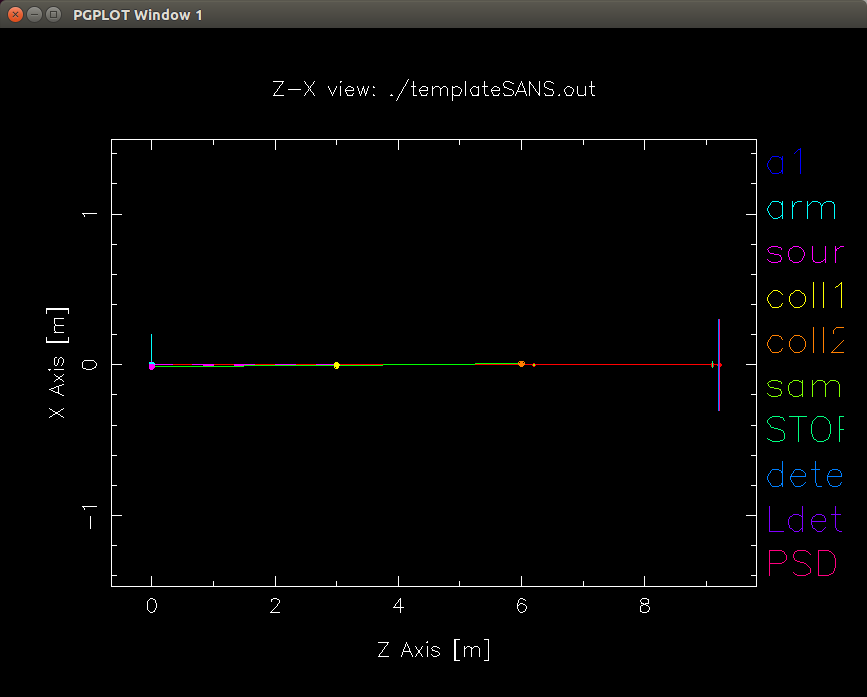 PGPLOT Window 1
Z-X view: ./templateSANS.out
a1
arm
sour
coll1
coll2
sam
STOP
dete
Ldet
PSD
X Axis [m]
1
0
-1
0 2 4 6 8
Z Axis [m]